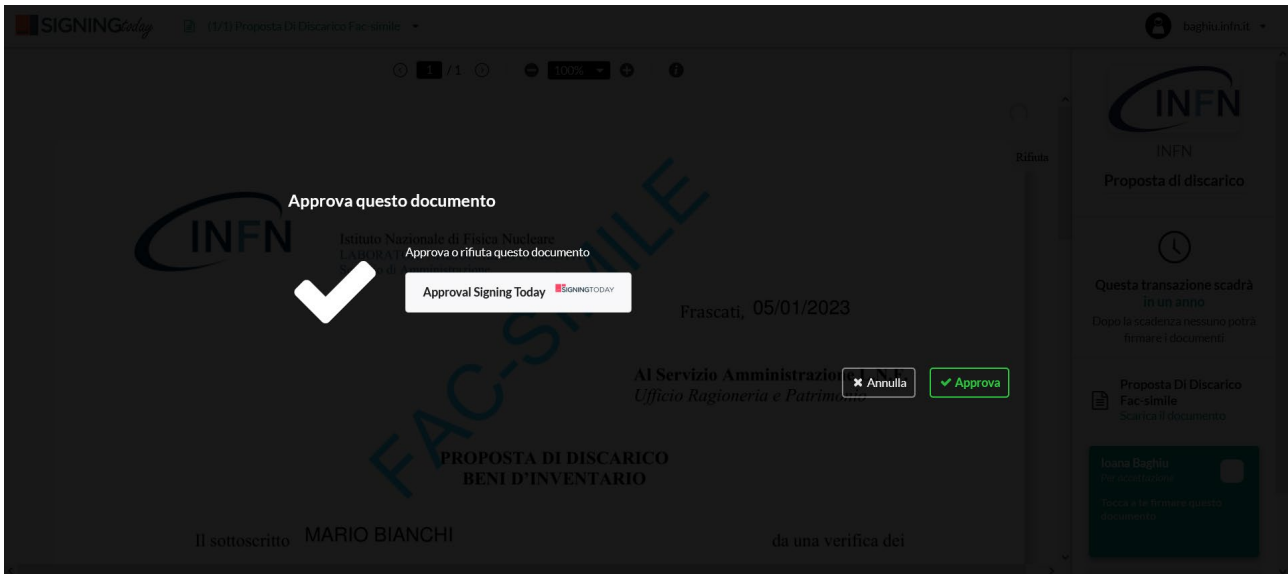 SIGNINGtoday
(1/1) Proposta Di Discarico Fac-simile
baghiu.infn.it
1 / 1
100%
Rifiuta
INFN
Istituto Nazionale di Fisica Nucleare
Approva questo documento
Approva o rifiuta questo documento
Approval Signing Today SIGNINGTODAY
Annulla
Approva
FAC-SIMILE
Frascati, 05/01/2023
Al Servizio Amministrazione L.N.F.
Ufficio Ragioneria e Patrimonio
PROPOSTA DI DISCARICO
BENI D'INVENTARIO
Il sottoscritto MARIO BIANCHI da una verifica dei
INFN
INFN
Proposta di discarico
Questa transazione scadrà
in un anno
Dopo la scadenza nessuno potrà
firmare i documenti
Proposta Di Discarico
Fac-simile
Scarica il documento
Ioana Baghiu
Per accettazione
Tocca a te firmare questo
documento